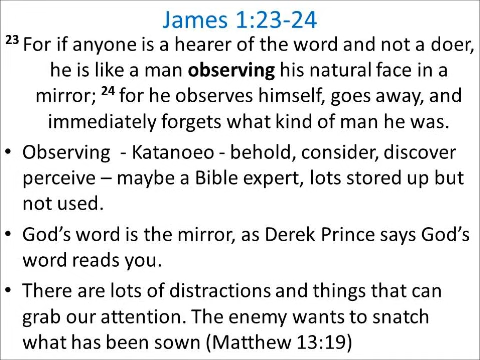 James 1:23-24
23 For if anyone is a hearer of the word and not a doer,
he is like a man observing his natural face in a
mirror; 24 for he observes himself, goes away, and
immediately forgets what kind of man he was.
• Observing - Katanoeo - behold, consider, discover
perceive – maybe a Bible expert, lots stored up but
not used.
• God’s word is the mirror, as Derek Prince says God’s
word reads you.
• There are lots of distractions and things that can
grab our attention. The enemy wants to snatch
what has been sown (Matthew 13:19)